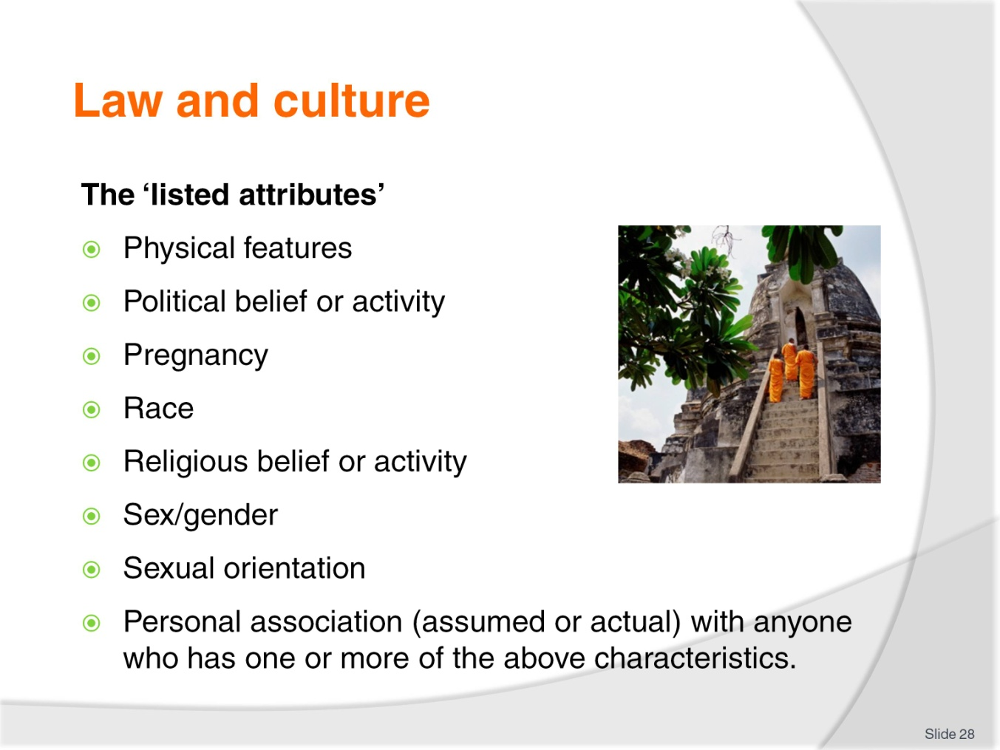 Law and culture
The ‘listed attributes’
Physical features
Political belief or activity
Pregnancy
Race
Religious belief or activity
Sex/gender
Sexual orientation
Personal association (assumed or actual) with anyone
who has one or more of the above characteristics.
Slide 28